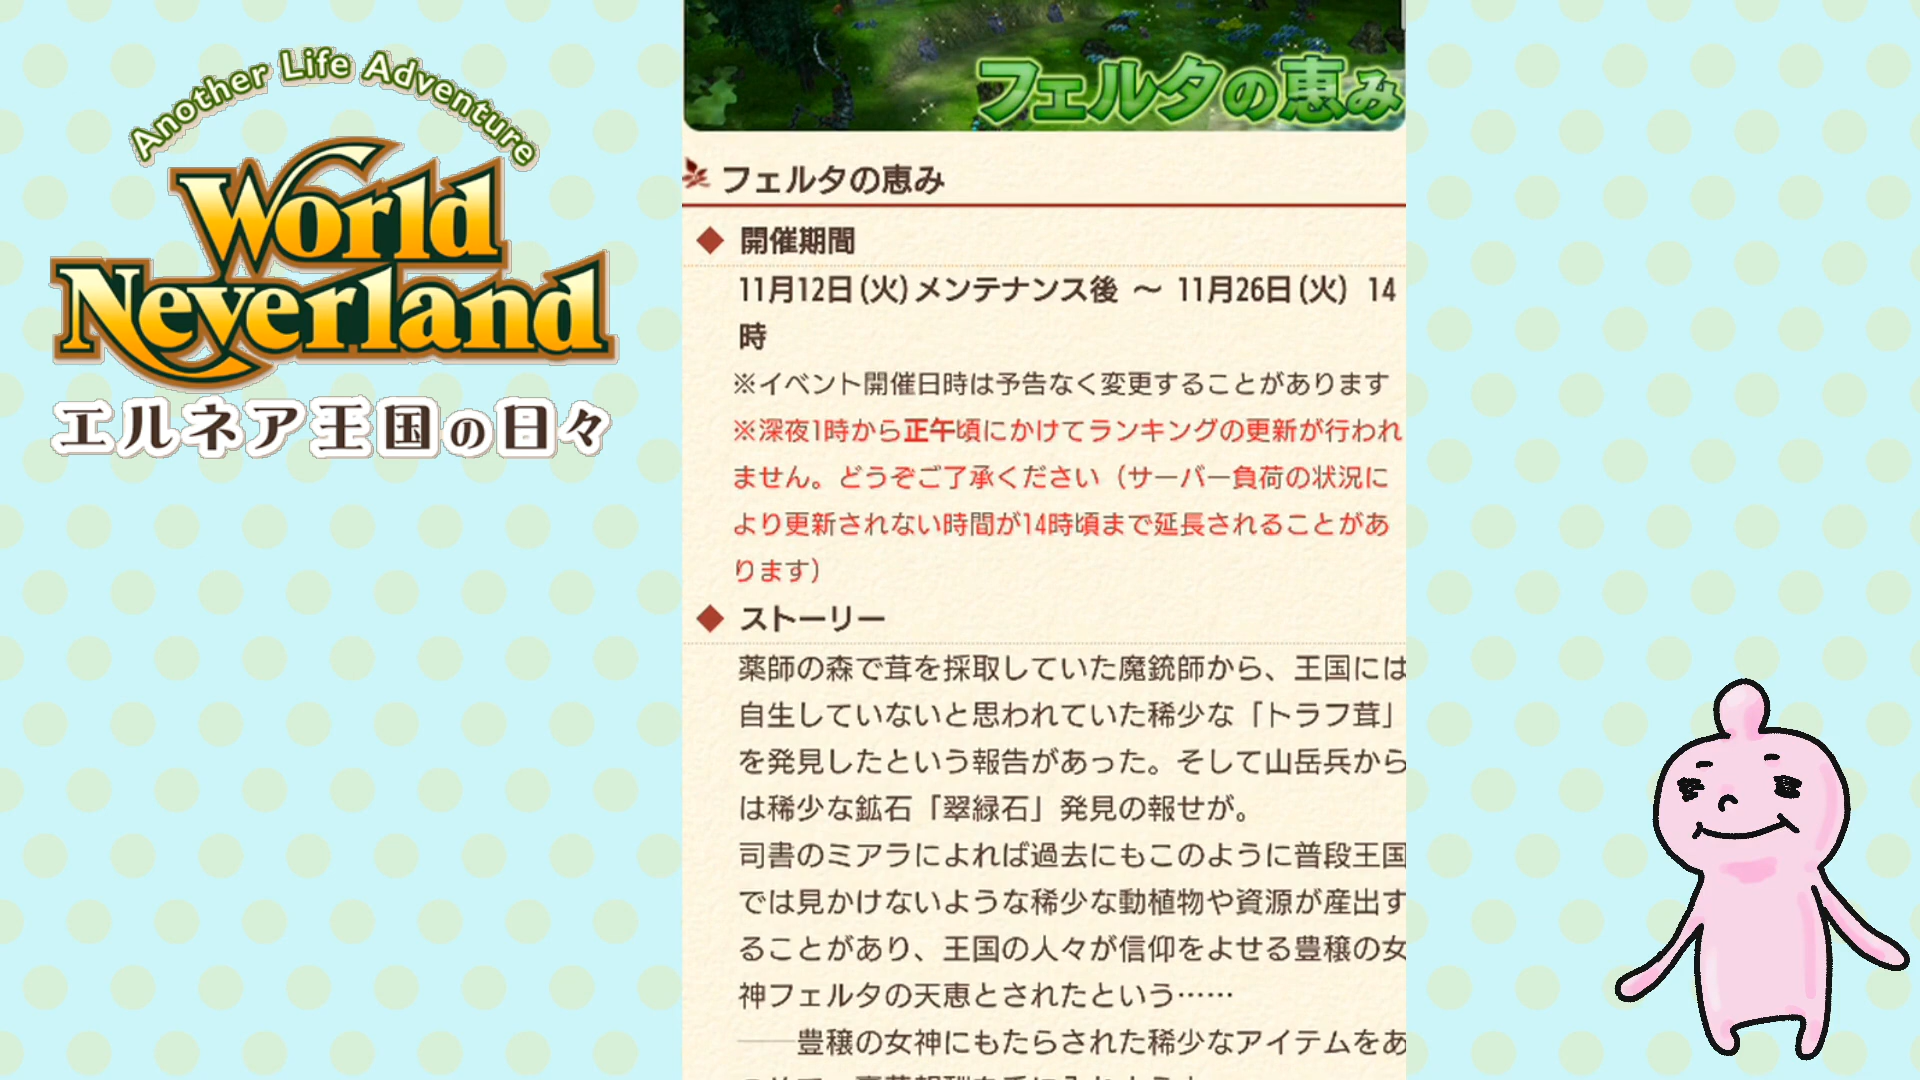 Another Life Adventure
World
Neverland
エルネア王国の日々
フェルタの恵み
フェルタの恵み
開催期間
11月12日(火)メンテナンス後 ～ 11月26日(火) 14
時
※イベント開催日時は予告なく変更することがあります
※深夜1時から正午頃にかけてランキングの更新が行われ
ません。どうぞご了承ください（サーバー負荷の状況に
より更新されない時間が14時頃まで延長されることがあ
ります）
ストーリー
薬師の森で茸を採取していた魔銃師から、王国には
自生していないと思われていた稀少な「トラフ茸」
を発見したという報告があった。そして山岳兵から
は稀少な鉱石「翠緑石」発見の報せが。
司書のミアラによれば過去にもこのように普段王国
では見かけないような稀少な動植物や資源が産出す
ることがあり、王国の人々が信仰をよせる豊穣の女
神フェルタの天恵とされたという……
――豊穣の女神にもたらされた稀少なアイテムをあ